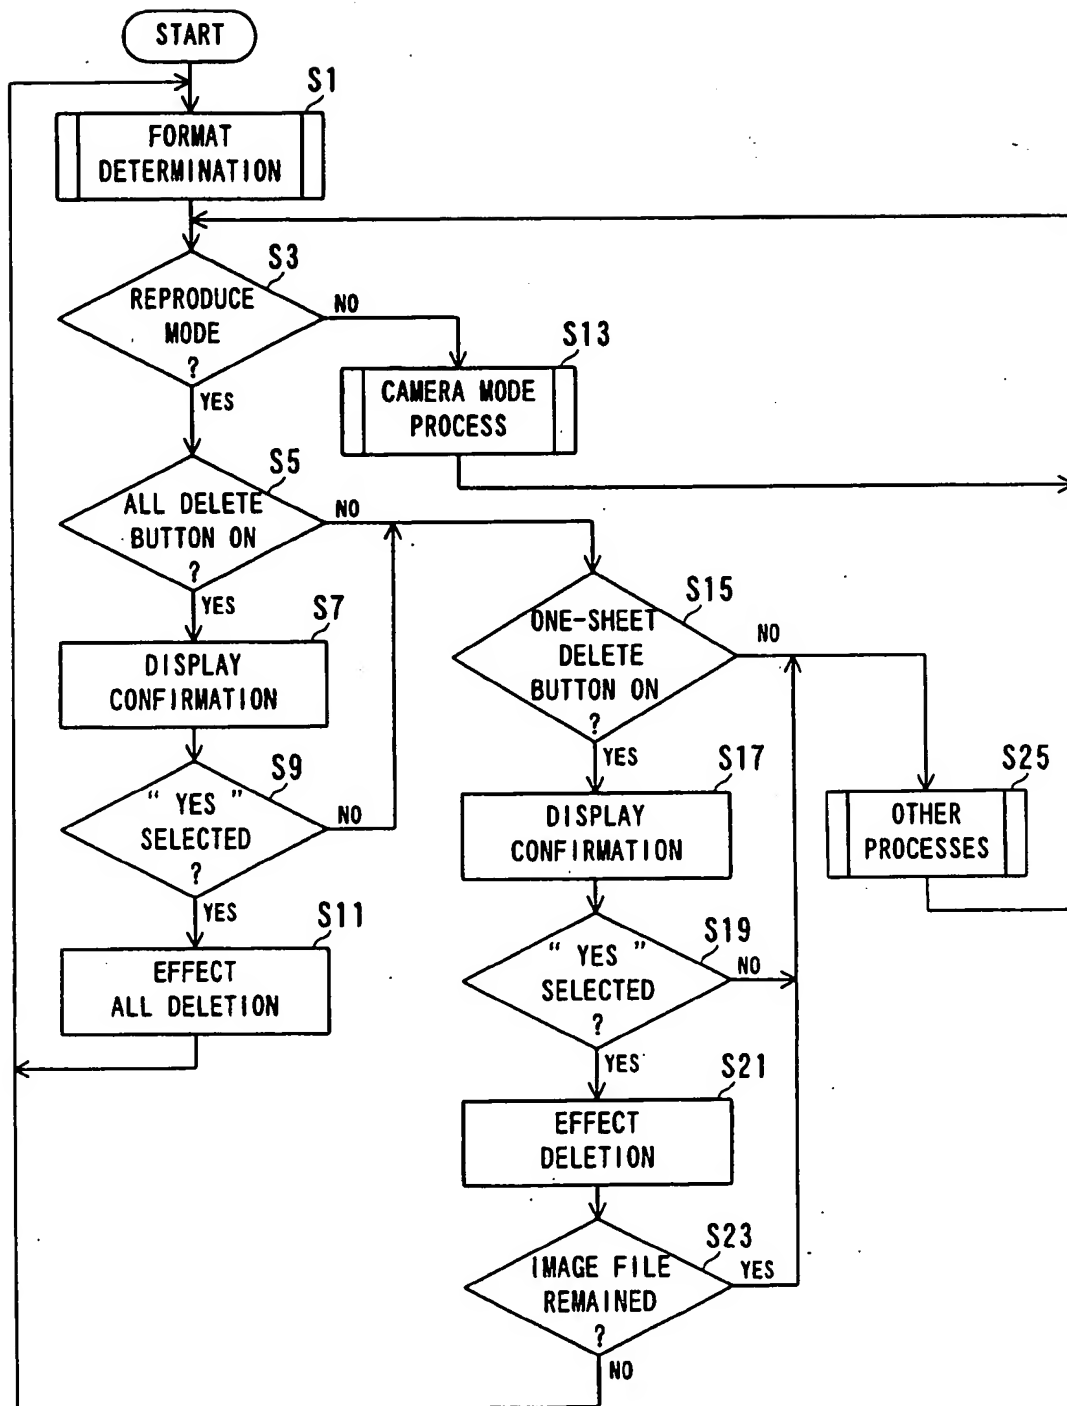 START
S1
FORMAT
DETERMINATION
S3
REPRODUCE
MODE
?
NO
YES
S13
CAMERA MODE
PROCESS
S5
ALL DELETE
BUTTON ON
?
NO
YES
S7
DISPLAY
CONFIRMATION
S9
“ YES ”
SELECTED
?
NO
YES
S11
EFFECT
ALL DELETION
S15
ONE-SHEET
DELETE
BUTTON ON
?
NO
YES
S17
DISPLAY
CONFIRMATION
S25
OTHER
PROCESSES
S19
“ YES ”
SELECTED
?
NO
YES
S21
EFFECT
DELETION
S23
IMAGE FILE
REMAINED
?
YES
NO